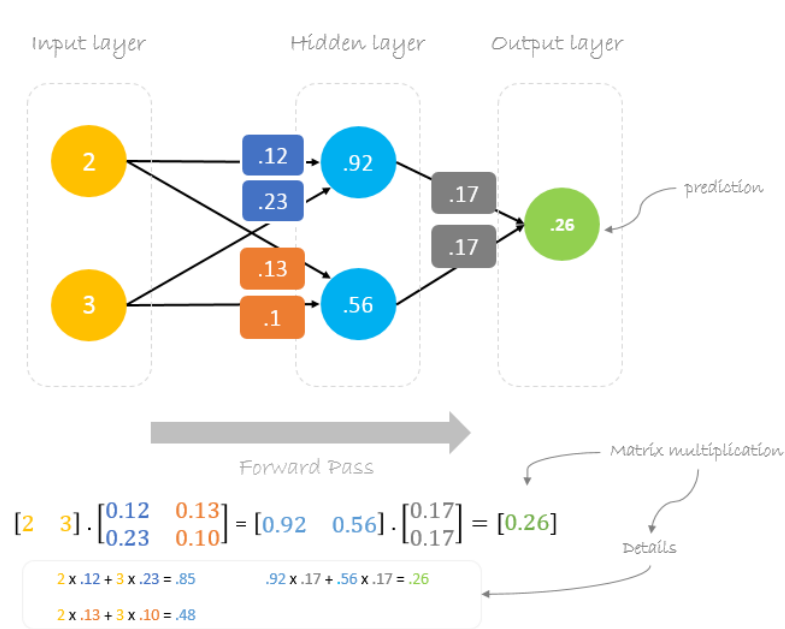 Input layer
Hidden layer
Output layer
2
.12
.92
.23
.17
prediction
.26
.17
.13
3
.1
.56
Forward Pass
Matrix multiplication
[2 3] . [0.12 0.13 0.23 0.10] = [0.92 0.56] . [0.17 0.17] = [0.26]
Details
2 x .12 + 3 x .23 = .85
.92 x .17 + .56 x .17 = .26
2 x .13 + 3 x .10 = .48